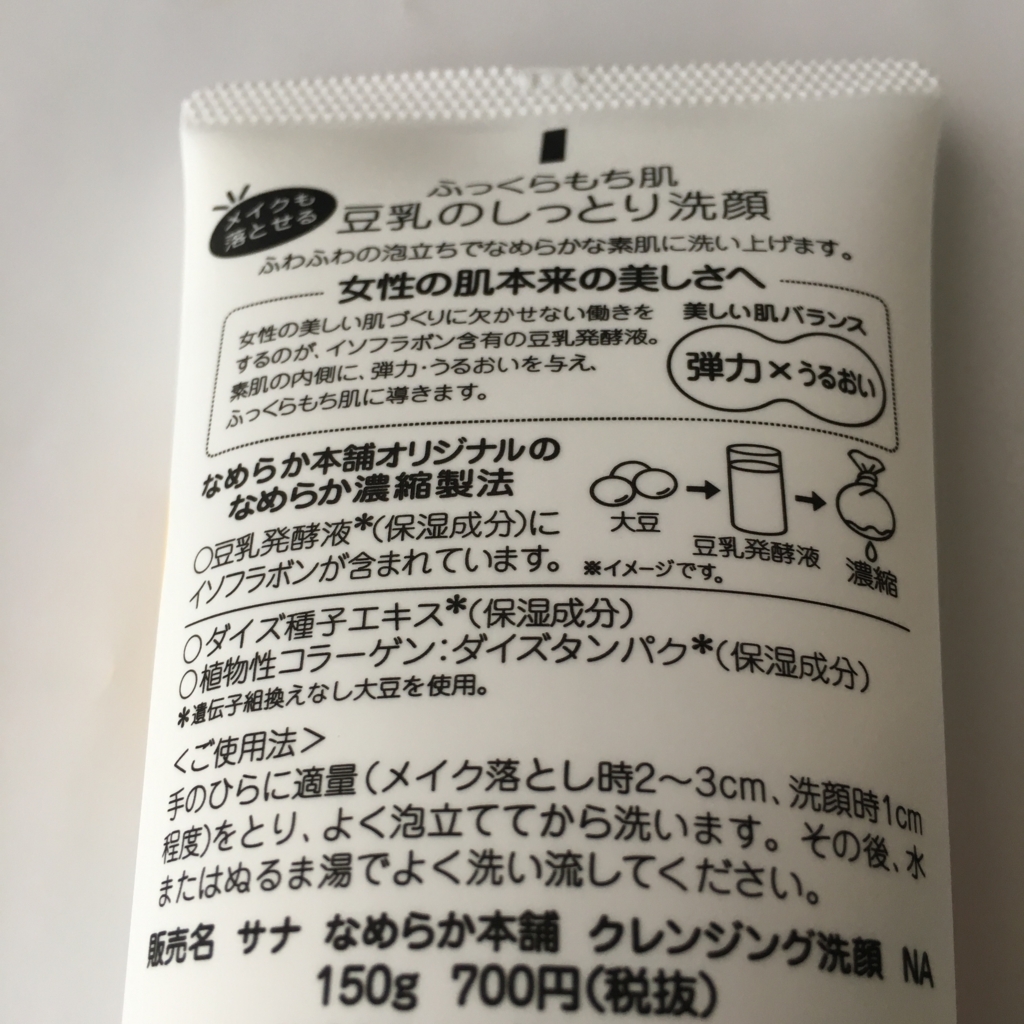 メイクも
落とせる
ふっくらもち肌
豆乳のしっとり洗顔
ふわふわの泡立ちでなめらかな素肌に洗い上げます。
女性の肌本来の美しさへ
女性の美しい肌づくりに欠かせない働きを
するのが、イソフラボン含有の豆乳発酵液。
素肌の内側に、弾力・うるおいを与え、
ふっくらもち肌に導きます。
美しい肌バランス
弾力×うるおい
なめらか本舗オリジナルの
なめらか濃縮製法
大豆
豆乳発酵液
濃縮
○豆乳発酵液*(保湿成分)に
イソフラボンが含まれています。
※イメージです。
○ダイズ種子エキス*(保湿成分)
○植物性コラーゲン:ダイズタンパク*(保湿成分)
*遺伝子組換えなし大豆を使用。
<ご使用法>
手のひらに適量(メイク落とし時2~3cm、洗顔時1cm
程度)をとり、よく泡立ててから洗います。その後、水
またはぬるま湯でよく洗い流してください。
販売名 サナ なめらか本舗 クレンジング洗顔 NA
150g 700円(税抜)